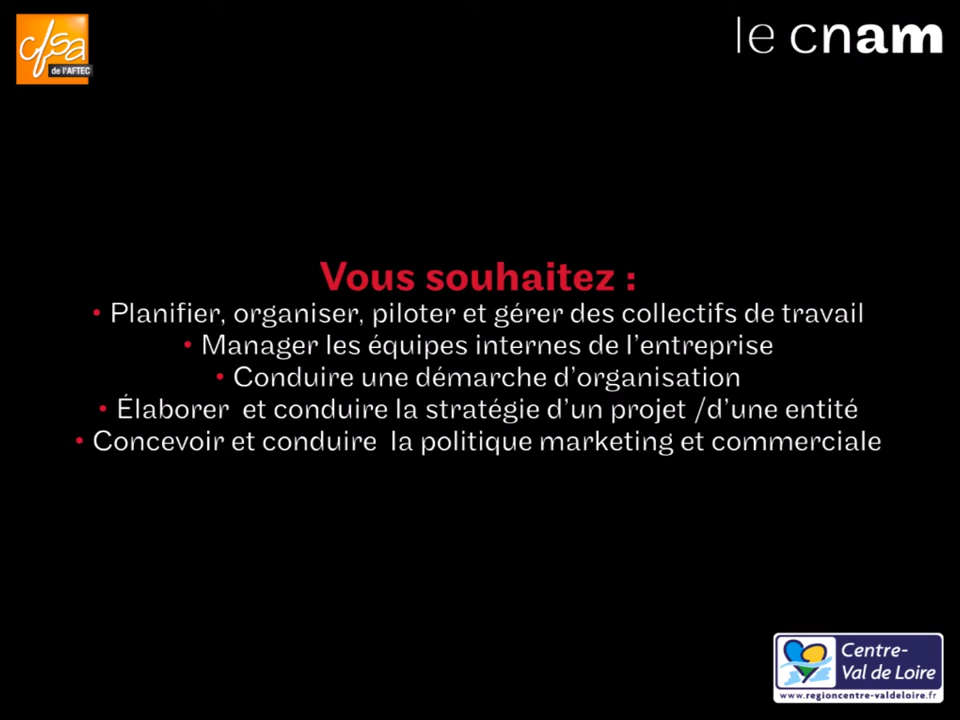 cfsa
de l'AFTEC
le cnam
Vous souhaitez :
• Planifier, organiser, piloter et gérer des collectifs de travail
• Manager les équipes internes de l'entreprise
• Conduire une démarche d'organisation
• Élaborer  et conduire la stratégie d'un projet /d'une entité
• Concevoir et conduire  la politique marketing et commerciale
Centre-
Val de Loire
www.regioncentre-valdeloire.fr